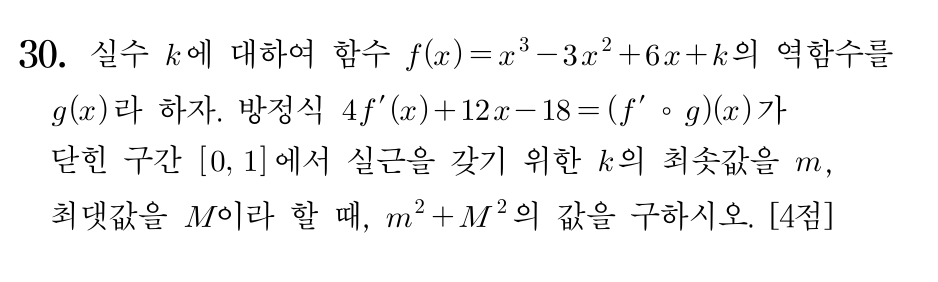 30. 실수 k에 대하여 함수 f(x)=x³-3x²+6x+k의 역함수를
g(x)라 하자. 방정식 4f′(x)+12x-18=(f′∘g)(x)가
닫힌 구간 [0, 1]에서 실근을 갖기 위한 k의 최솟값을 m,
최댓값을 M이라 할 때, m²+M²의 값을 구하시오. [4점]